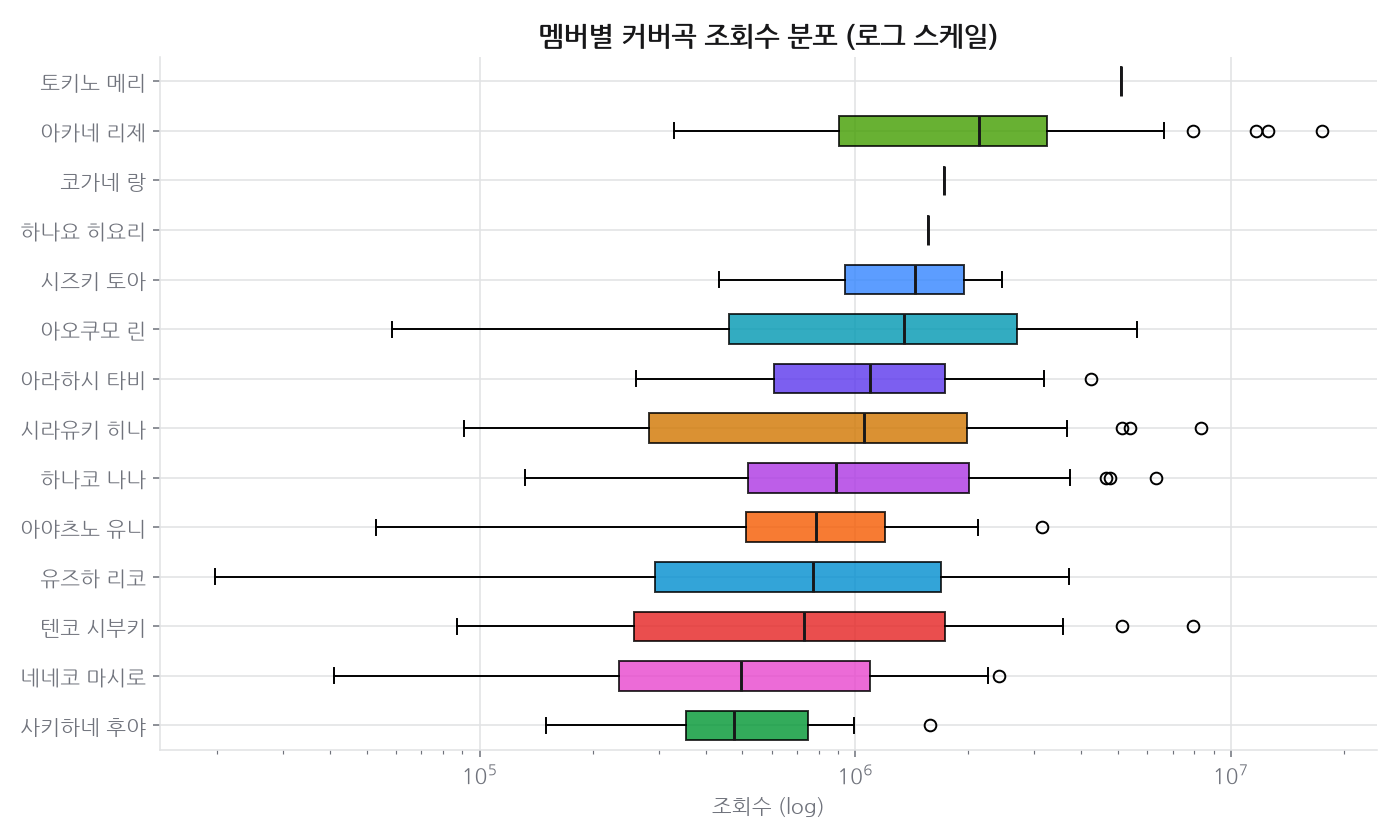 멤버별 커버곡 조회수 분포 (로그 스케일)
토키노 메리
아카네 리제
코가네 랑
하나요 히요리
시즈키 토아
아오쿠모 린
아라하시 타비
시라유키 히나
하나코 나나
아야츠노 유니
유즈하 리코
텐코 시부키
네네코 마시로
사키하네 후야
10⁵ 10⁶ 10⁷
조회수 (log)